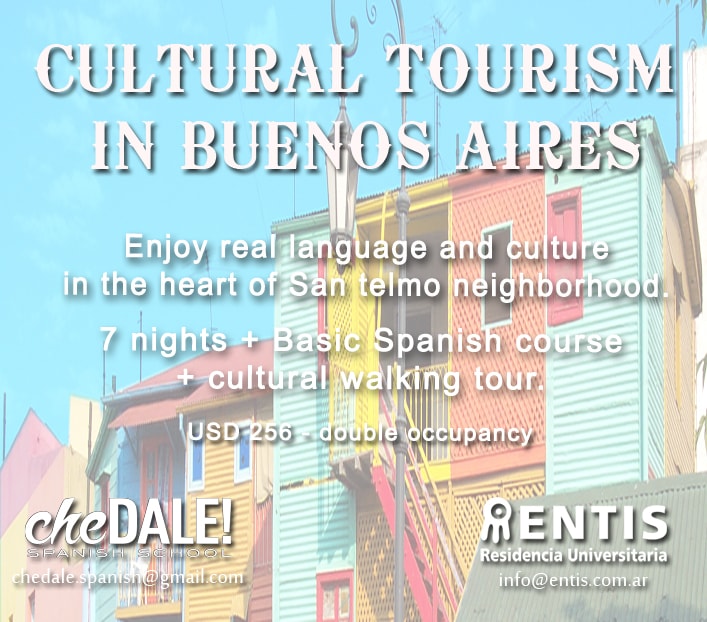 CULTURAL TOURISM
IN BUENOS AIRES
Enjoy real language and culture
in the heart of San telmo neighborhood.
7 nights + Basic Spanish course
+ cultural walking tour.
USD 256 - double occupancy
cheDALE!
SPANISH SCHOOL
chedale.spanish@gmail.com
ENTIS
Residencia Universitaria
info@entis.com.ar